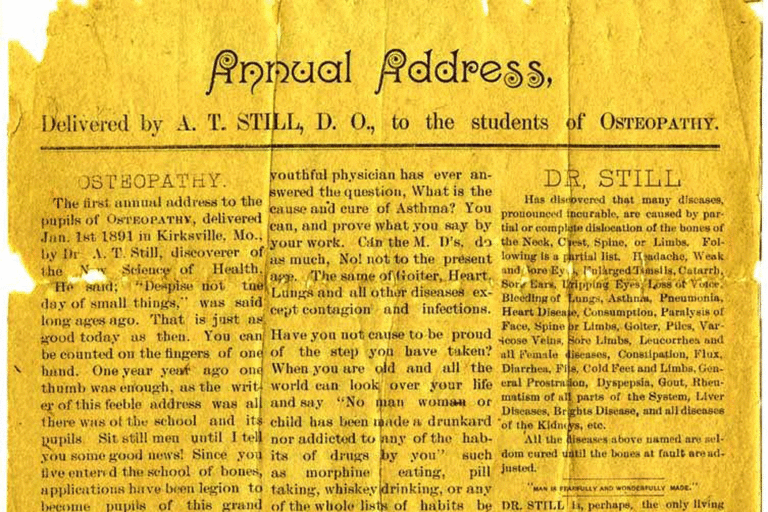 Annual Address,
Delivered by A. T. STILL, D. O., to the students of OSTEOPATHY.
OSTEOPATHY.
The first annual address to the
pupils of OSTEOPATHY, delivered
Jan. 1st 1891 in Kirksville, Mo.,
by Dr. A. T. Still, discoverer of
the New Science of Health.
He said; "Despise not the
day of small things," was said
long ages ago. That is just as
good today as then. You can
be counted on the fingers of one
hand. One year year ago one
thumb was enough, as the writ-
er of this feeble address was all
there was of the school and its
pupils. Sit still men until I tell
you some good news! Since you
five entered the school of bones,
applications have been legion to
become pupils of this grand
youthful physician has ever an-
swered the question, What is the
cause and cure of Asthma? You
can, and prove what you say by
your work. Can the M. D's, do
as much, No! not to the present
age. The same of Goiter, Heart,
Lungs and all other diseases ex-
cept contagion and infections.
Have you not cause to be proud
of the step you have taken?
When you are old and all the
world can look over your life
and say "No man woman or
child has been made a drunkard
nor addicted to any of the hab-
its of drugs by you" such
as morphine eating, pill
taking, whiskey drinking, or any
of the whole lists of habits be
DR, STILL
Has discovered that many diseases,
pronounced incurable, are caused by par-
tial or complete dislocation of the bones of
the Neck, Chest, Spine, or Limbs. Fol-
lowing is a partial list. Headache, Weak
and Sore Eyes, Enlarged Tonsils, Catarrh,
Sore Ears, Dripping Eyes, Loss of Voice,
Bleeding of Lungs, Asthma, Pneumonia,
Heart Disease, Consumption, Paralysis of
Face, Spine or Limbs, Goiter, Piles, Var-
icose Veins, Sore Limbs, Leucorrhea and
all Female diseases, Constipation, Flux,
Diarrhea, Fits, Cold Feet and Limbs, Gen-
eral Prostration, Dyspepsia, Gout, Rheu-
matism of all parts of the System, Liver
Diseases, Brights Disease, and all diseases
of the Kidneys, etc.
All the diseases above named are sel-
dom cured until the bones at fault are ad-
justed.
"MAN IS FEARFULLY AND WONDERFULLY MADE."
DR. STILL is, perhaps, the only living